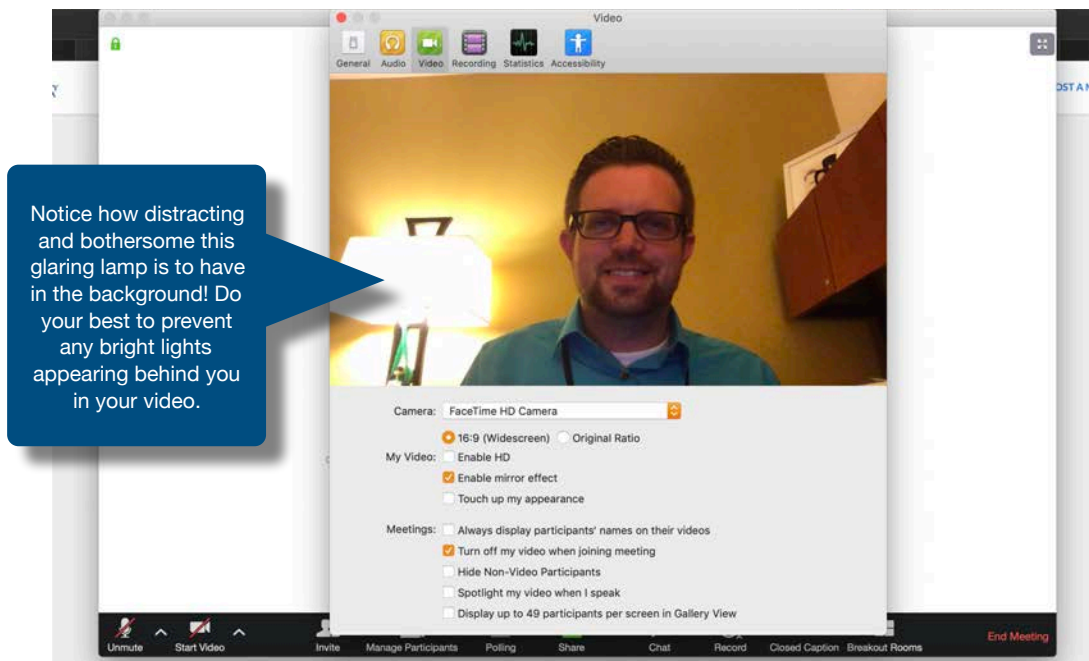 Video
General Audio Video Recording Statistics Accessibility
OST A
Notice how distracting
and bothersome this
glaring lamp is to have
in the background! Do
your best to prevent
any bright lights
appearing behind you
in your video.
Camera: FaceTime HD Camera
16:9 (Widescreen) Original Ratio
My Video: Enable HD
Enable mirror effect
Touch up my appearance
Meetings: Always display participants' names on their videos
Turn off my video when joining meeting
Hide Non-Video Participants
Spotlight my video when I speak
Display up to 49 participants per screen in Gallery View
Unmute Start Video Invite Manage Participants Polling Share Chat Record Closed Caption Breakout Rooms End Meeting